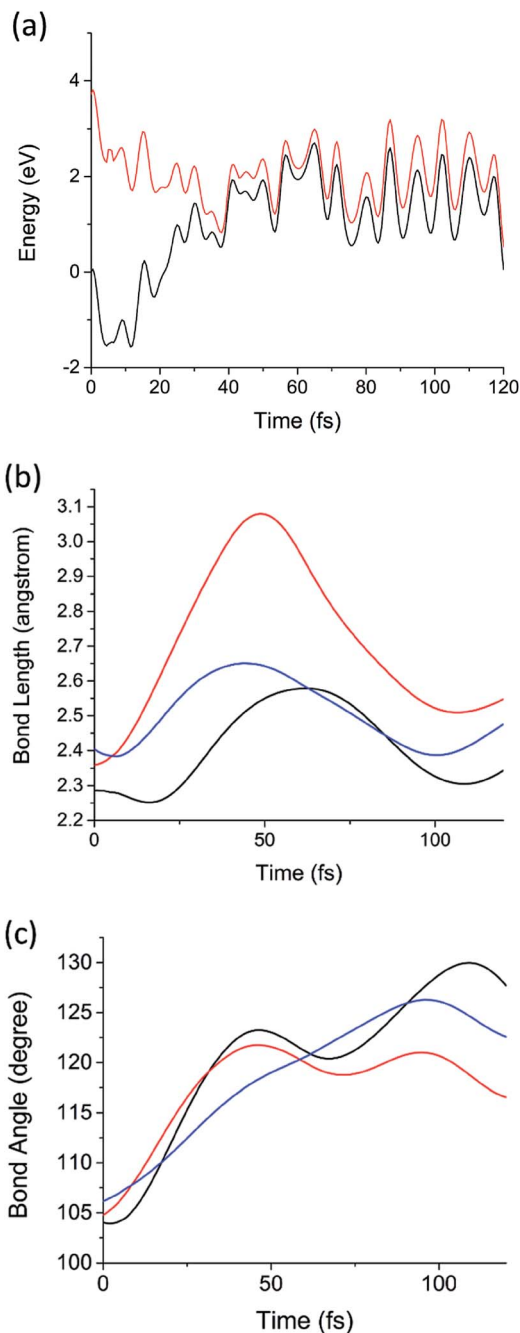 (a)
4
2
0
-2
Energy (eV)
0 20 40 60 80 100 120
Time (fs)
(b)
3.1
3.0
2.9
2.8
2.7
2.6
2.5
2.4
2.3
2.2
Bond Length (angstrom)
0 50 100
Time (fs)
(c)
130
125
120
115
110
105
100
Bond Angle (degree)
0 50 100
Time (fs)